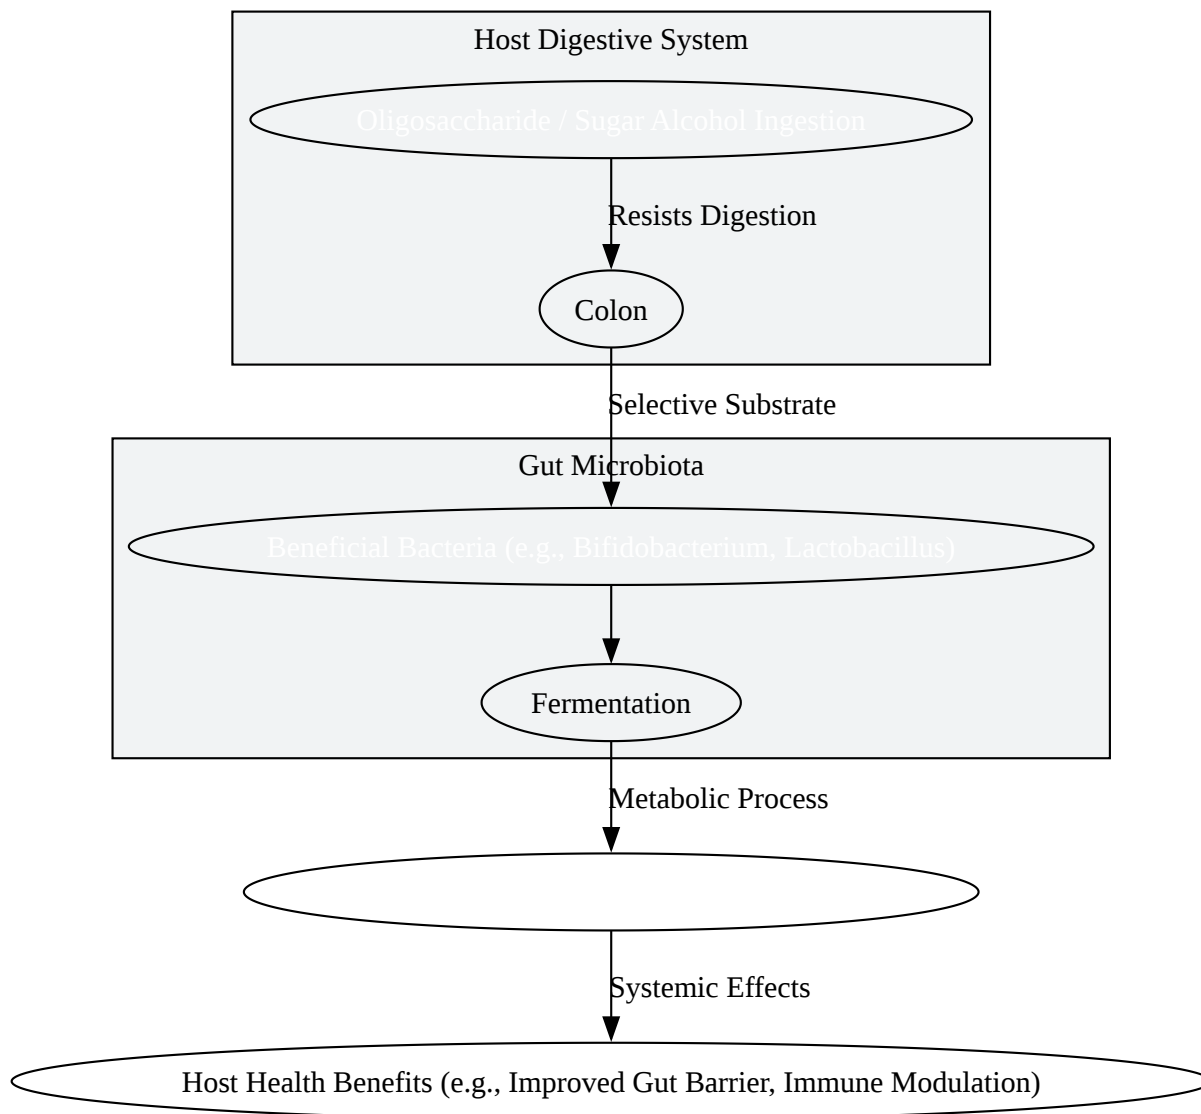 Host Digestive System
Oligosaccharide / Sugar Alcohol Ingestion
Resists Digestion
Colon
Selective Substrate
Gut Microbiota
Beneficial Bacteria (e.g., Bifidobacterium, Lactobacillus)
Fermentation
Metabolic Process
Systemic Effects
Host Health Benefits (e.g., Improved Gut Barrier, Immune Modulation)